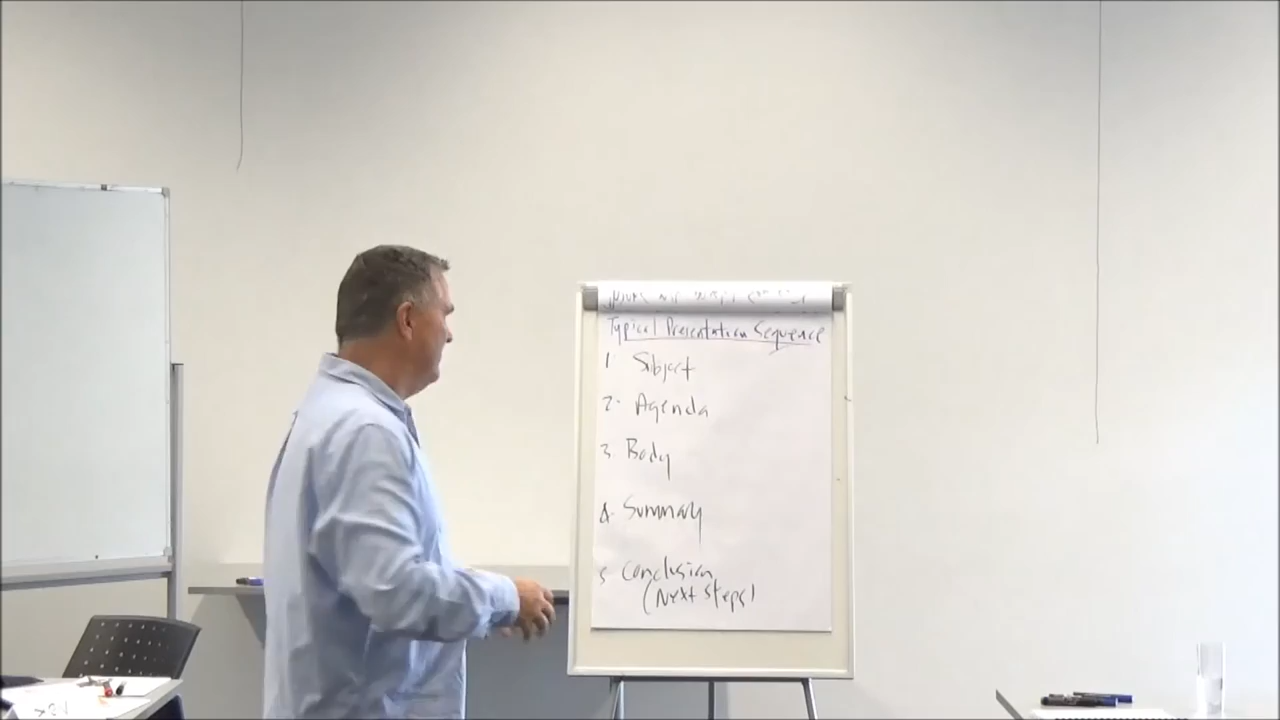 Typical Presentation Sequence
1 Subject
2. Agenda
3 Body
4. Summary
5 Conclusion
(Next steps)